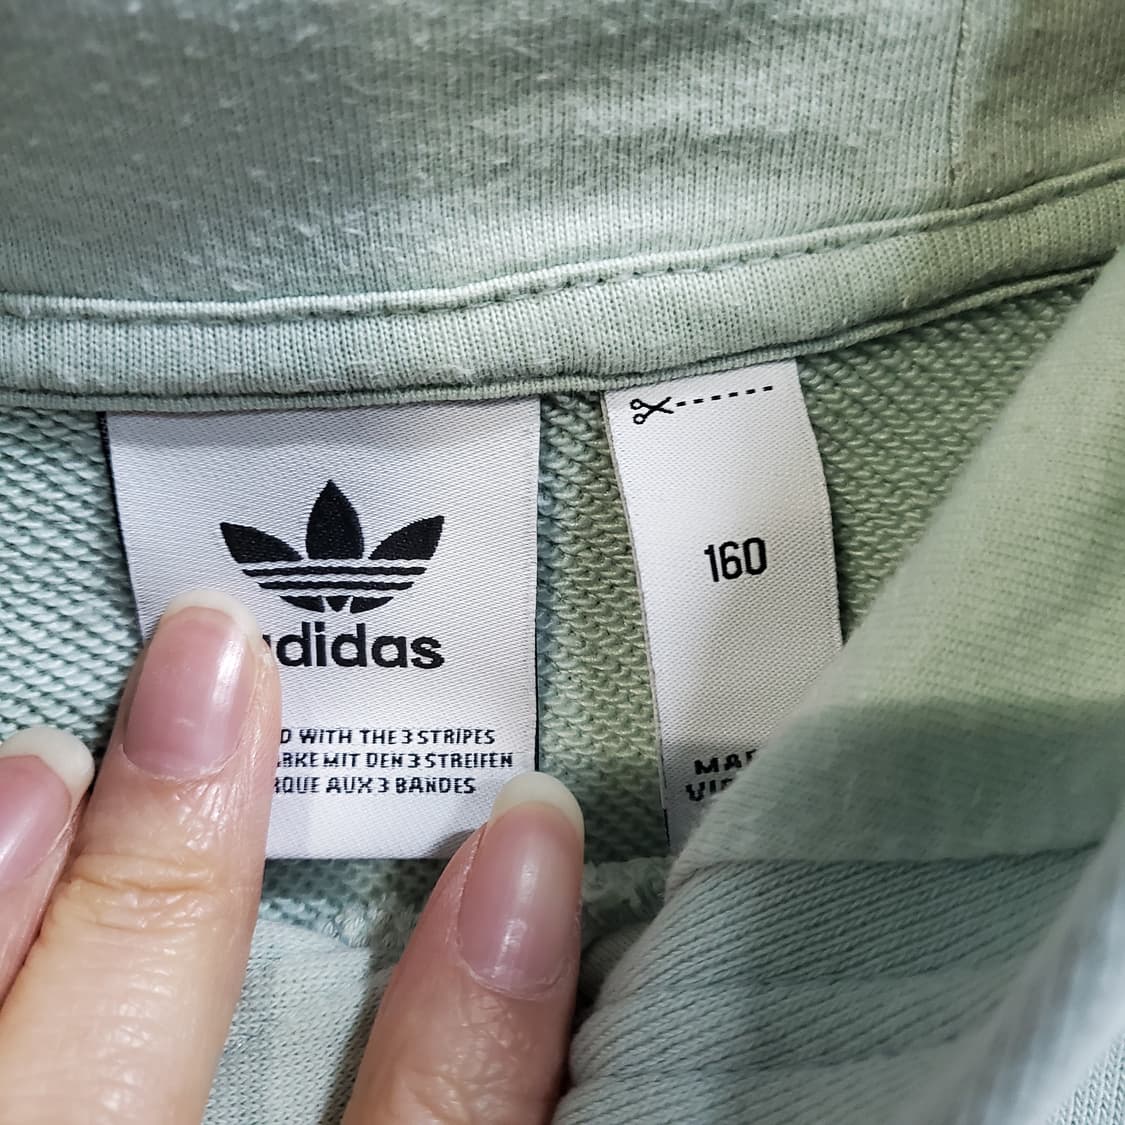 adidas
WITH THE 3 STRIPES
MIT DEN 3 STREIFEN
AUX 3 BANDES
160